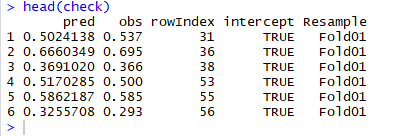 > head(check)
pred obs rowIndex intercept Resample
1 0.5024138 0.537 31 TRUE Fold01
2 0.6660349 0.695 36 TRUE Fold01
3 0.3691020 0.366 38 TRUE Fold01
4 0.5170285 0.500 53 TRUE Fold01
5 0.5862187 0.585 55 TRUE Fold01
6 0.3255708 0.293 56 TRUE Fold01
>